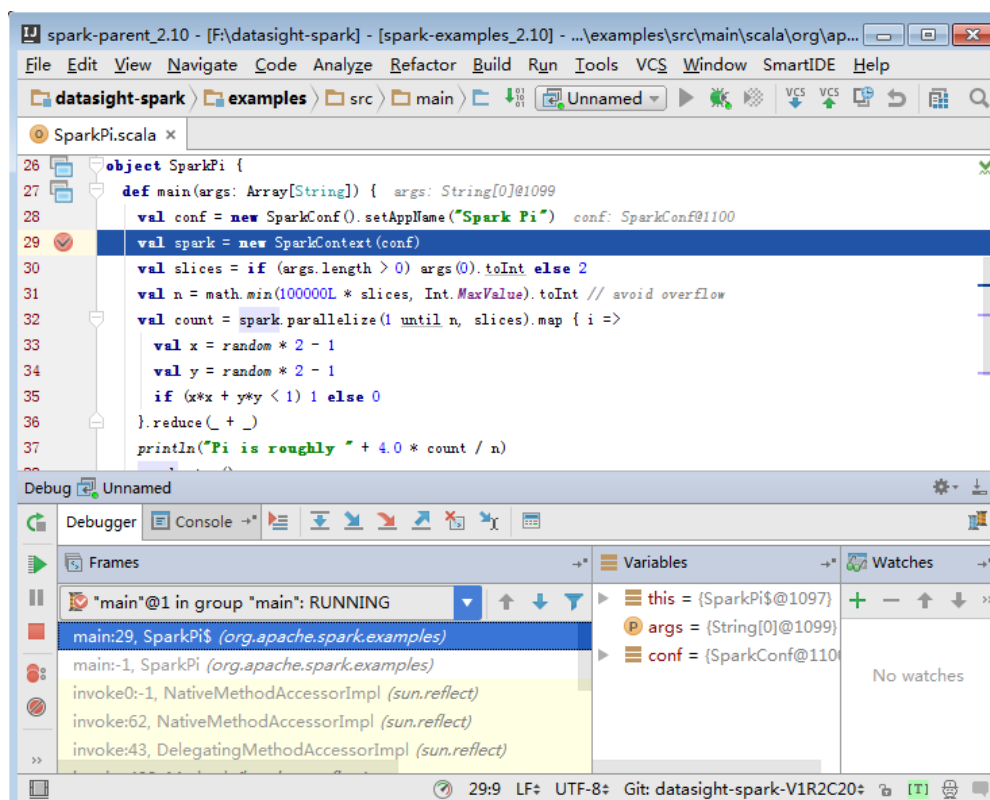 spark-parent_2.10 - [F:\datasight-spark] - [spark-examples_2.10] - ...\examples\src\main\scala\org\ap...
File Edit View Navigate Code Analyze Refactor Build Run Tools VCS Window SmartIDE Help
datasight-spark examples src main Unnamed VCS VCS
SparkPi.scala ×
26 object SparkPi {
27 def main(args: Array[String]) { args: String[0]@1099
28 val conf = new SparkConf().setAppName("Spark Pi") conf: SparkConf@1100
29 val spark = new SparkContext(conf)
30 val slices = if (args.length > 0) args(0).toInt else 2
31 val n = math.min(100000L * slices, Int.MaxValue).toInt // avoid overflow
32 val count = spark.parallelize(1 until n, slices).map { i =>
33 val x = random * 2 - 1
34 val y = random * 2 - 1
35 if (x*x + y*y < 1) 1 else 0
36 }.reduce(_ + _)
37 println("Pi is roughly " + 4.0 * count / n)
Debug Unnamed
Debugger Console
Frames
Variables
Watches
"main"@1 in group "main": RUNNING
main:29, SparkPi$ (org.apache.spark.examples)
main:-1, SparkPi (org.apache.spark.examples)
invoke0:-1, NativeMethodAccessorImpl (sun.reflect)
invoke:62, NativeMethodAccessorImpl (sun.reflect)
invoke:43, DelegatingMethodAccessorImpl (sun.reflect)
this = {SparkPi$@1097}
args = {String[0]@1099}
conf = {SparkConf@110
No watches
29:9 LF UTF-8 Git: datasight-spark-V1R2C20 [T]